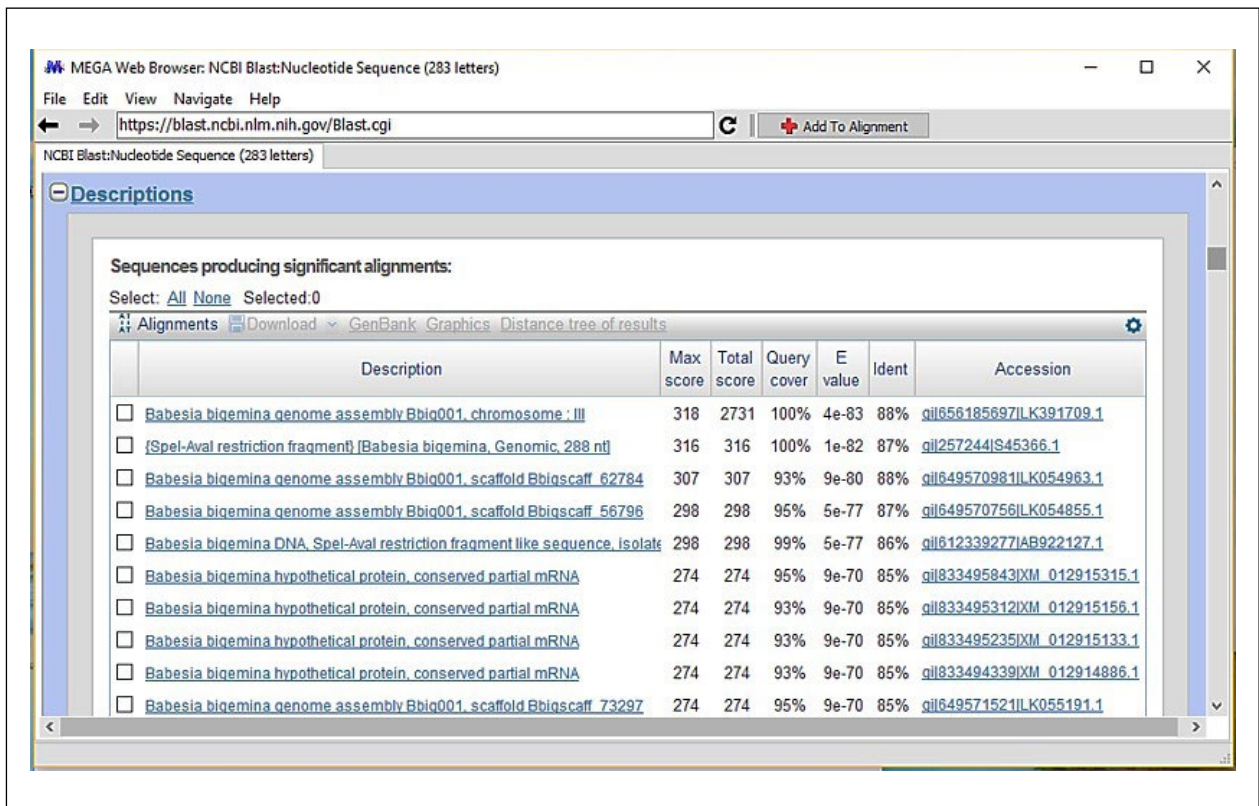 MEGA Web Browser: NCBI Blast:Nucleotide Sequence (283 letters)
File Edit View Navigate Help
https://blast.ncbi.nlm.nih.gov/Blast.cgi Add To Alignment
NCBI Blast:Nucleotide Sequence (283 letters)
Descriptions
Sequences producing significant alignments:
Select: All None Selected:0
Alignments Download GenBank Graphics Distance tree of results
Description Max score Total score Query cover E value Ident Accession
Babesia bigemina genome assembly Bbig001, chromosome : III 318 2731 100% 4e-83 88% gi|656185697|LK391709.1
{SpeI-AvaI restriction fragment} [Babesia bigemina, Genomic, 288 nt] 316 316 100% 1e-82 87% gi|257244|S45366.1
Babesia bigemina genome assembly Bbig001, scaffold Bbigscaff_62784 307 307 93% 9e-80 88% gi|649570981|LK054963.1
Babesia bigemina genome assembly Bbig001, scaffold Bbigscaff_56796 298 298 95% 5e-77 87% gi|649570756|LK054855.1
Babesia bigemina DNA, SpeI-AvaI restriction fragment like sequence, isolate 298 298 99% 5e-77 86% gi|612339277|AB922127.1
Babesia bigemina hypothetical protein, conserved partial mRNA 274 274 95% 9e-70 85% gi|833495843|XM_012915315.1
Babesia bigemina hypothetical protein, conserved partial mRNA 274 274 93% 9e-70 85% gi|833495312|XM_012915156.1
Babesia bigemina hypothetical protein, conserved partial mRNA 274 274 93% 9e-70 85% gi|833495235|XM_012915133.1
Babesia bigemina hypothetical protein, conserved partial mRNA 274 274 93% 9e-70 85% gi|833494339|XM_012914886.1
Babesia bigemina genome assembly Bbig001, scaffold Bbigscaff_73297 274 274 95% 9e-70 85% gi|649571521|LK055191.1